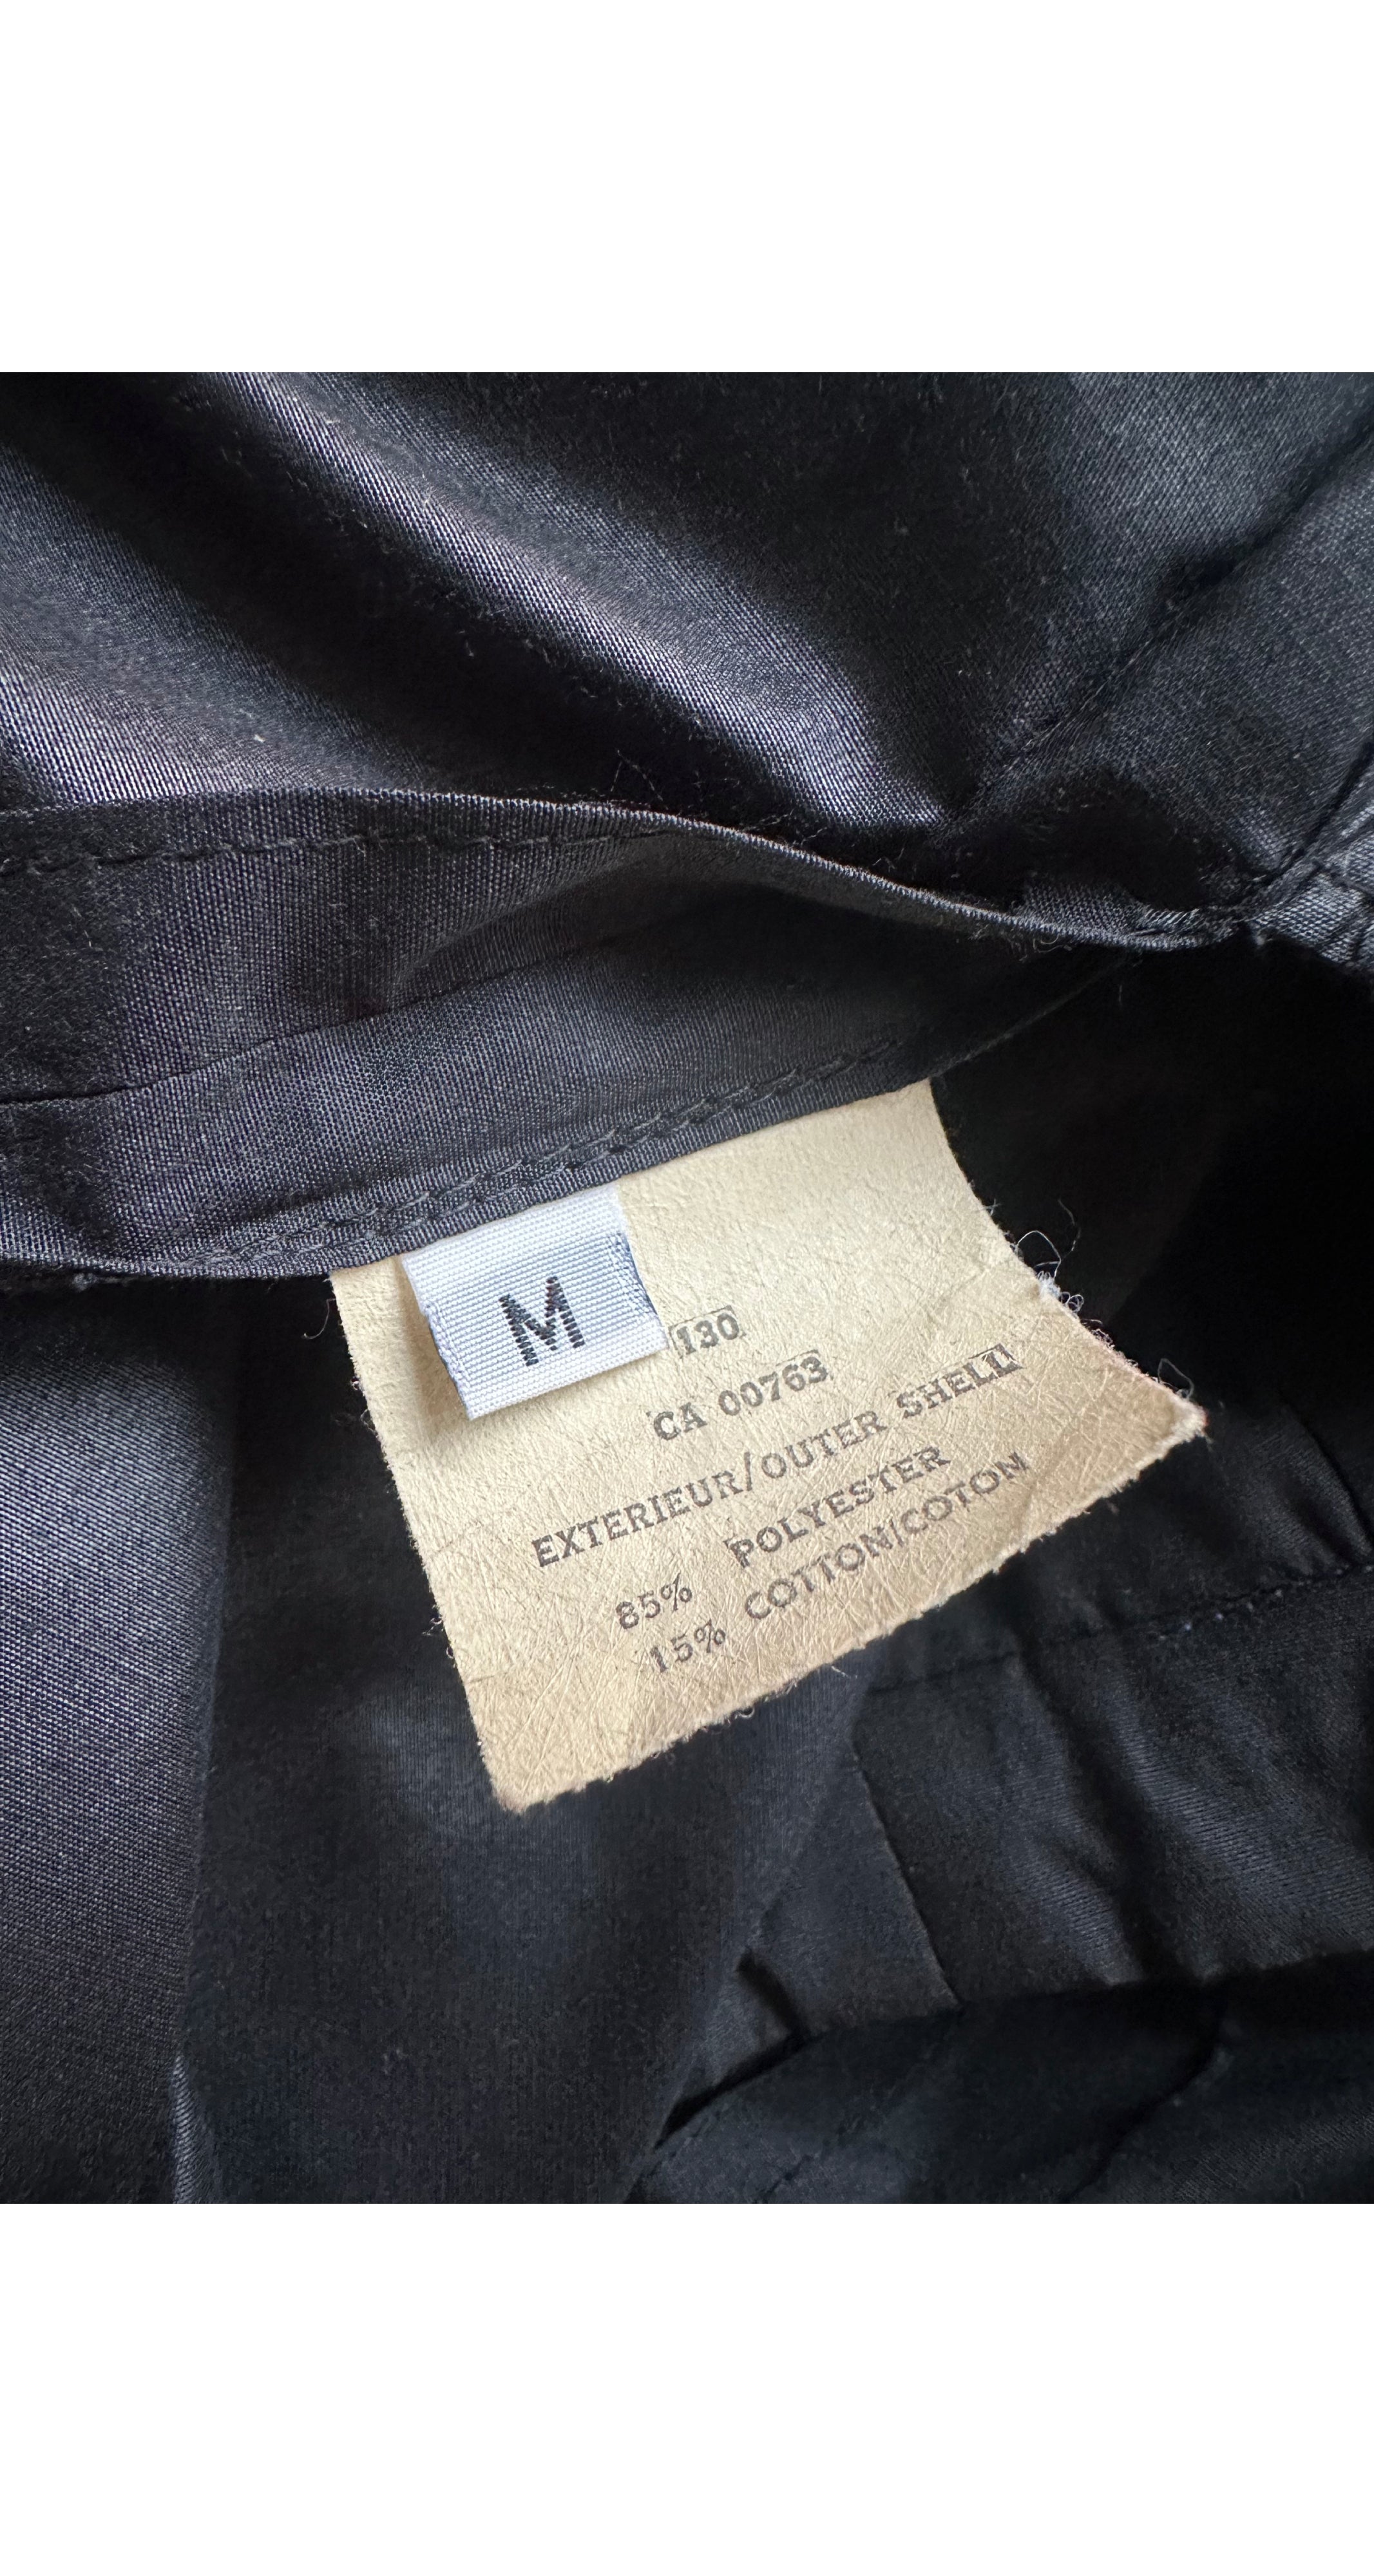 M
130
CA 00763
EXTERIEUR/OUTER SHELL
85% POLYESTER
15% COTTON/COTON